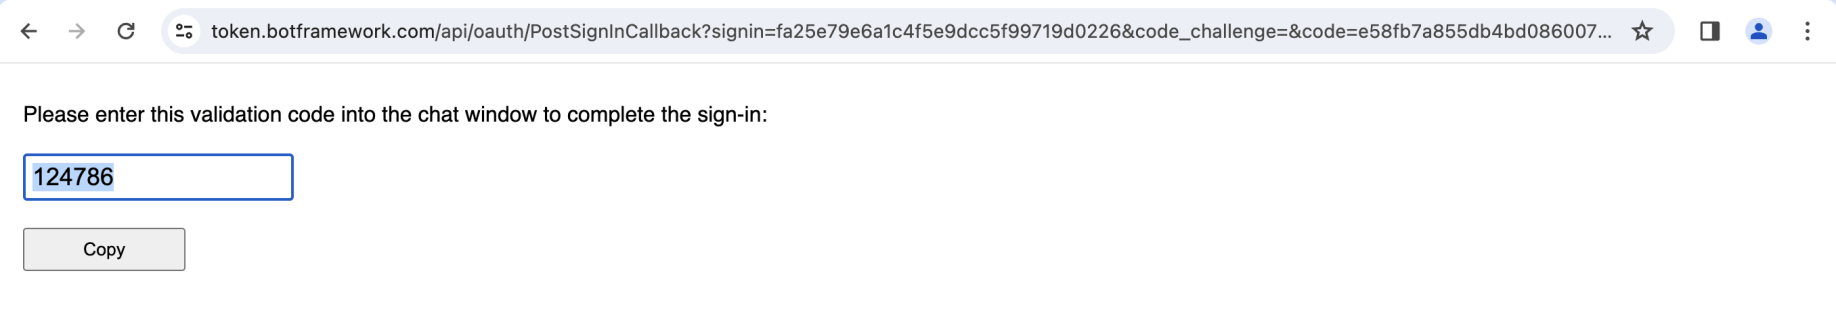 token.botframework.com/api/oauth/PostSignInCallback?signin=fa25e79e6a1c4f5e9dcc5f99719d0226&code_challenge=&code=e58fb7a855db4bd086007...
Please enter this validation code into the chat window to complete the sign-in:
124786
Copy